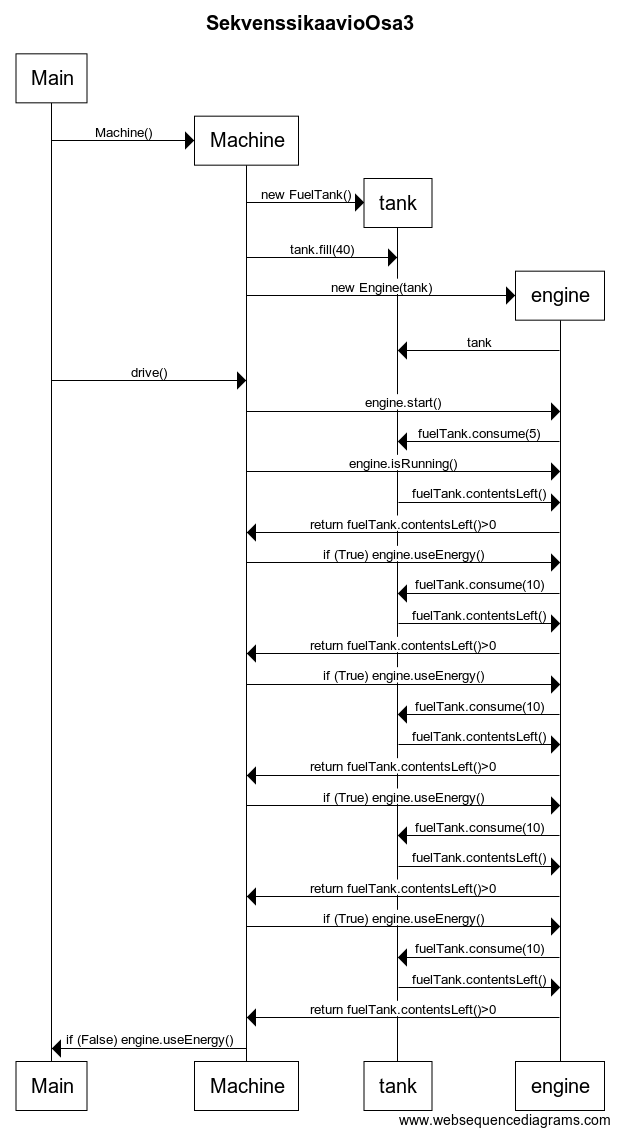 SekvenssikaavioOsa3
Main
Machine()
Machine
new FuelTank()
tank
tank.fill(40)
new Engine(tank)
engine
tank
drive()
engine.start()
fuelTank.consume(5)
engine.isRunning()
fuelTank.contentsLeft()
return fuelTank.contentsLeft()>0
if (True) engine.useEnergy()
fuelTank.consume(10)
fuelTank.contentsLeft()
return fuelTank.contentsLeft()>0
if (True) engine.useEnergy()
fuelTank.consume(10)
fuelTank.contentsLeft()
return fuelTank.contentsLeft()>0
if (True) engine.useEnergy()
fuelTank.consume(10)
fuelTank.contentsLeft()
return fuelTank.contentsLeft()>0
if (True) engine.useEnergy()
fuelTank.consume(10)
fuelTank.contentsLeft()
return fuelTank.contentsLeft()>0
if (False) engine.useEnergy()
Main
Machine
tank
engine
www.websequencediagrams.com